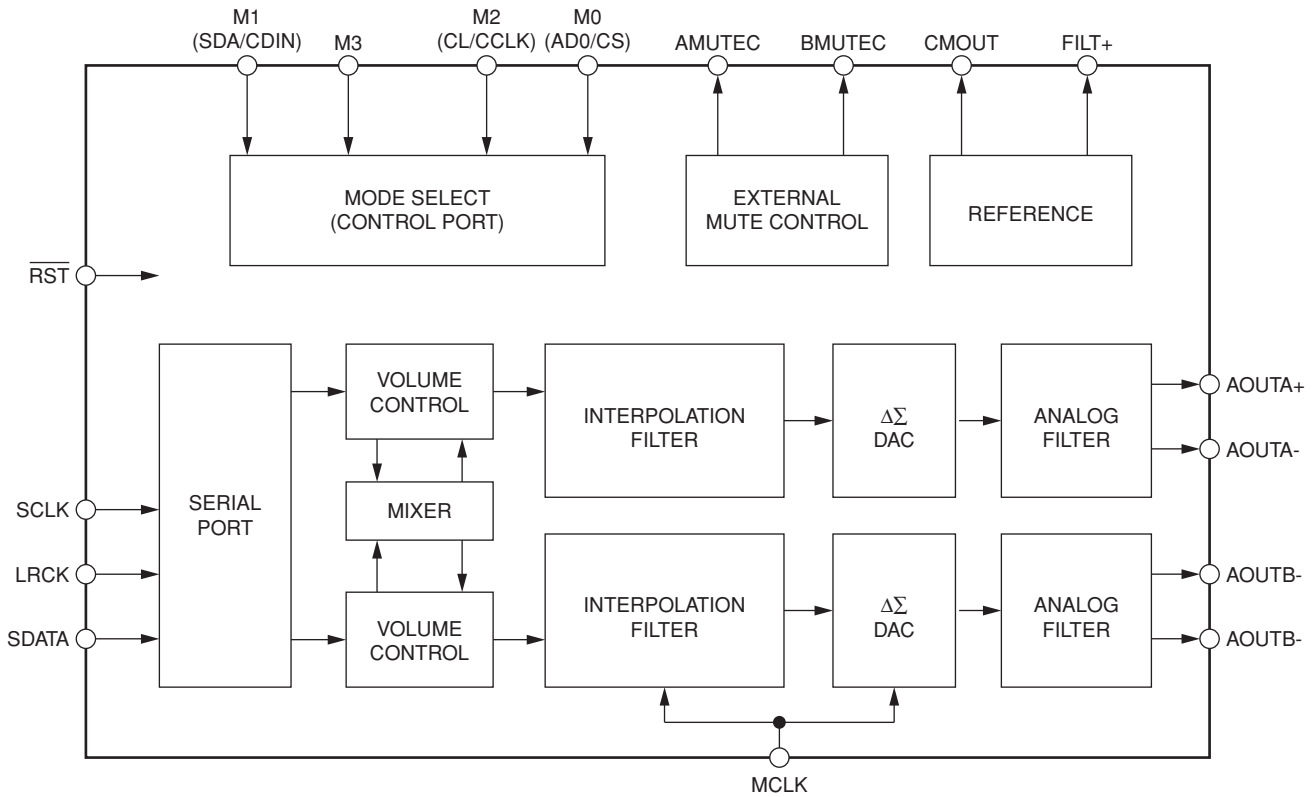 M1
(SDA/CDIN)
M3
M2
(CL/CCLK)
M0
(AD0/CS)
AMUTEC
BMUTEC
CMOUT
FILT+
MODE SELECT
(CONTROL PORT)
EXTERNAL
MUTE CONTROL
REFERENCE
RST
SERIAL
PORT
VOLUME
CONTROL
INTERPOLATION
FILTER
ΔΣ
DAC
ANALOG
FILTER
AOUTA+
AOUTA-
SCLK
LRCK
SDATA
MIXER
VOLUME
CONTROL
INTERPOLATION
FILTER
ΔΣ
DAC
ANALOG
FILTER
AOUTB-
AOUTB-
MCLK